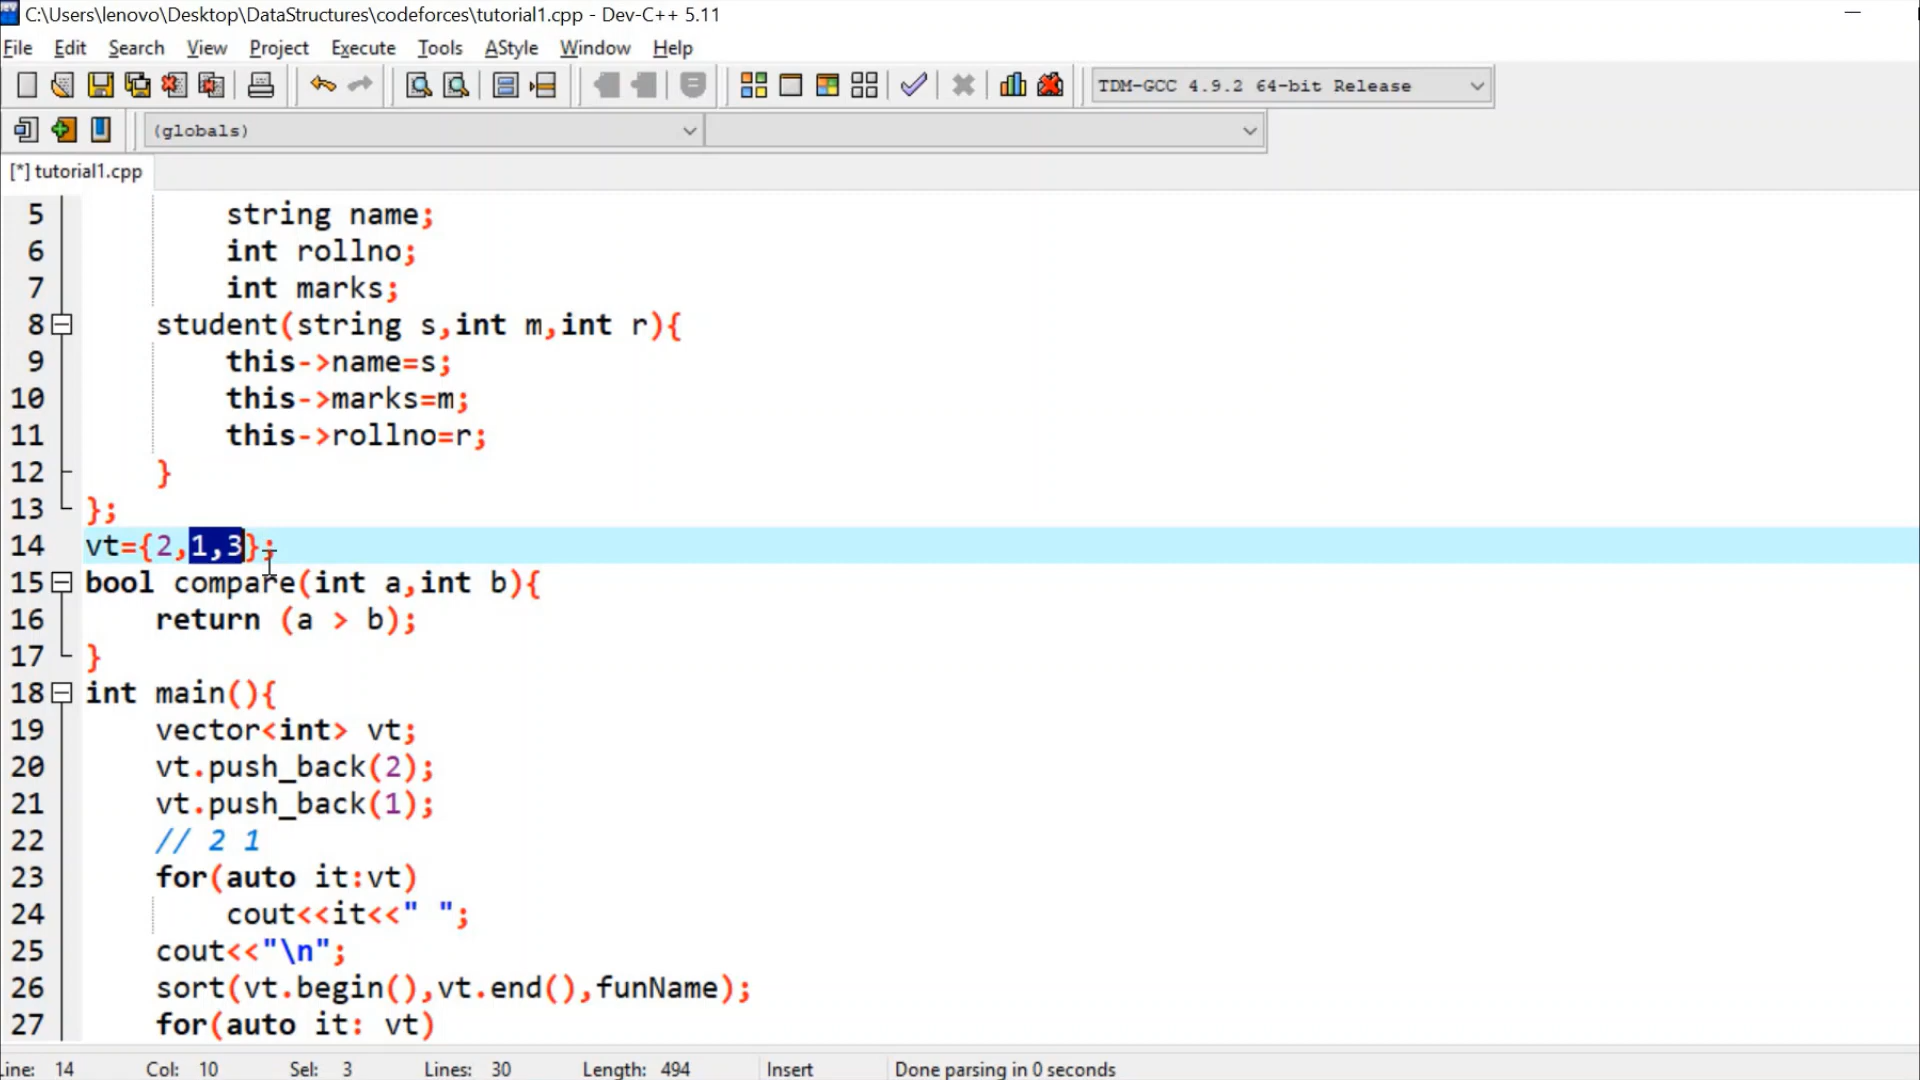 C:\Users\lenovo\Desktop\DataStructures\codeforces\tutorial1.cpp - Dev-C++ 5.11
File Edit Search View Project Execute Tools AStyle Window Help
TDM-GCC 4.9.2 64-bit Release
(globals)
[*] tutorial1.cpp
5 string name;
6 int rollno;
7 int marks;
8 student(string s,int m,int r){
9 this->name=s;
10 this->marks=m;
11 this->rollno=r;
12 }
13 };
14 vt={2,1,3};
15 bool compare(int a,int b){
16 return (a > b);
17 }
18 int main(){
19 vector<int> vt;
20 vt.push_back(2);
21 vt.push_back(1);
22 // 2 1
23 for(auto it:vt)
24 cout<<it<<" ";
25 cout<<"\n";
26 sort(vt.begin(),vt.end(),funName);
27 for(auto it: vt)
ine: 14 Col: 10 Sel: 3 Lines: 30 Length: 494 Insert Done parsing in 0 seconds